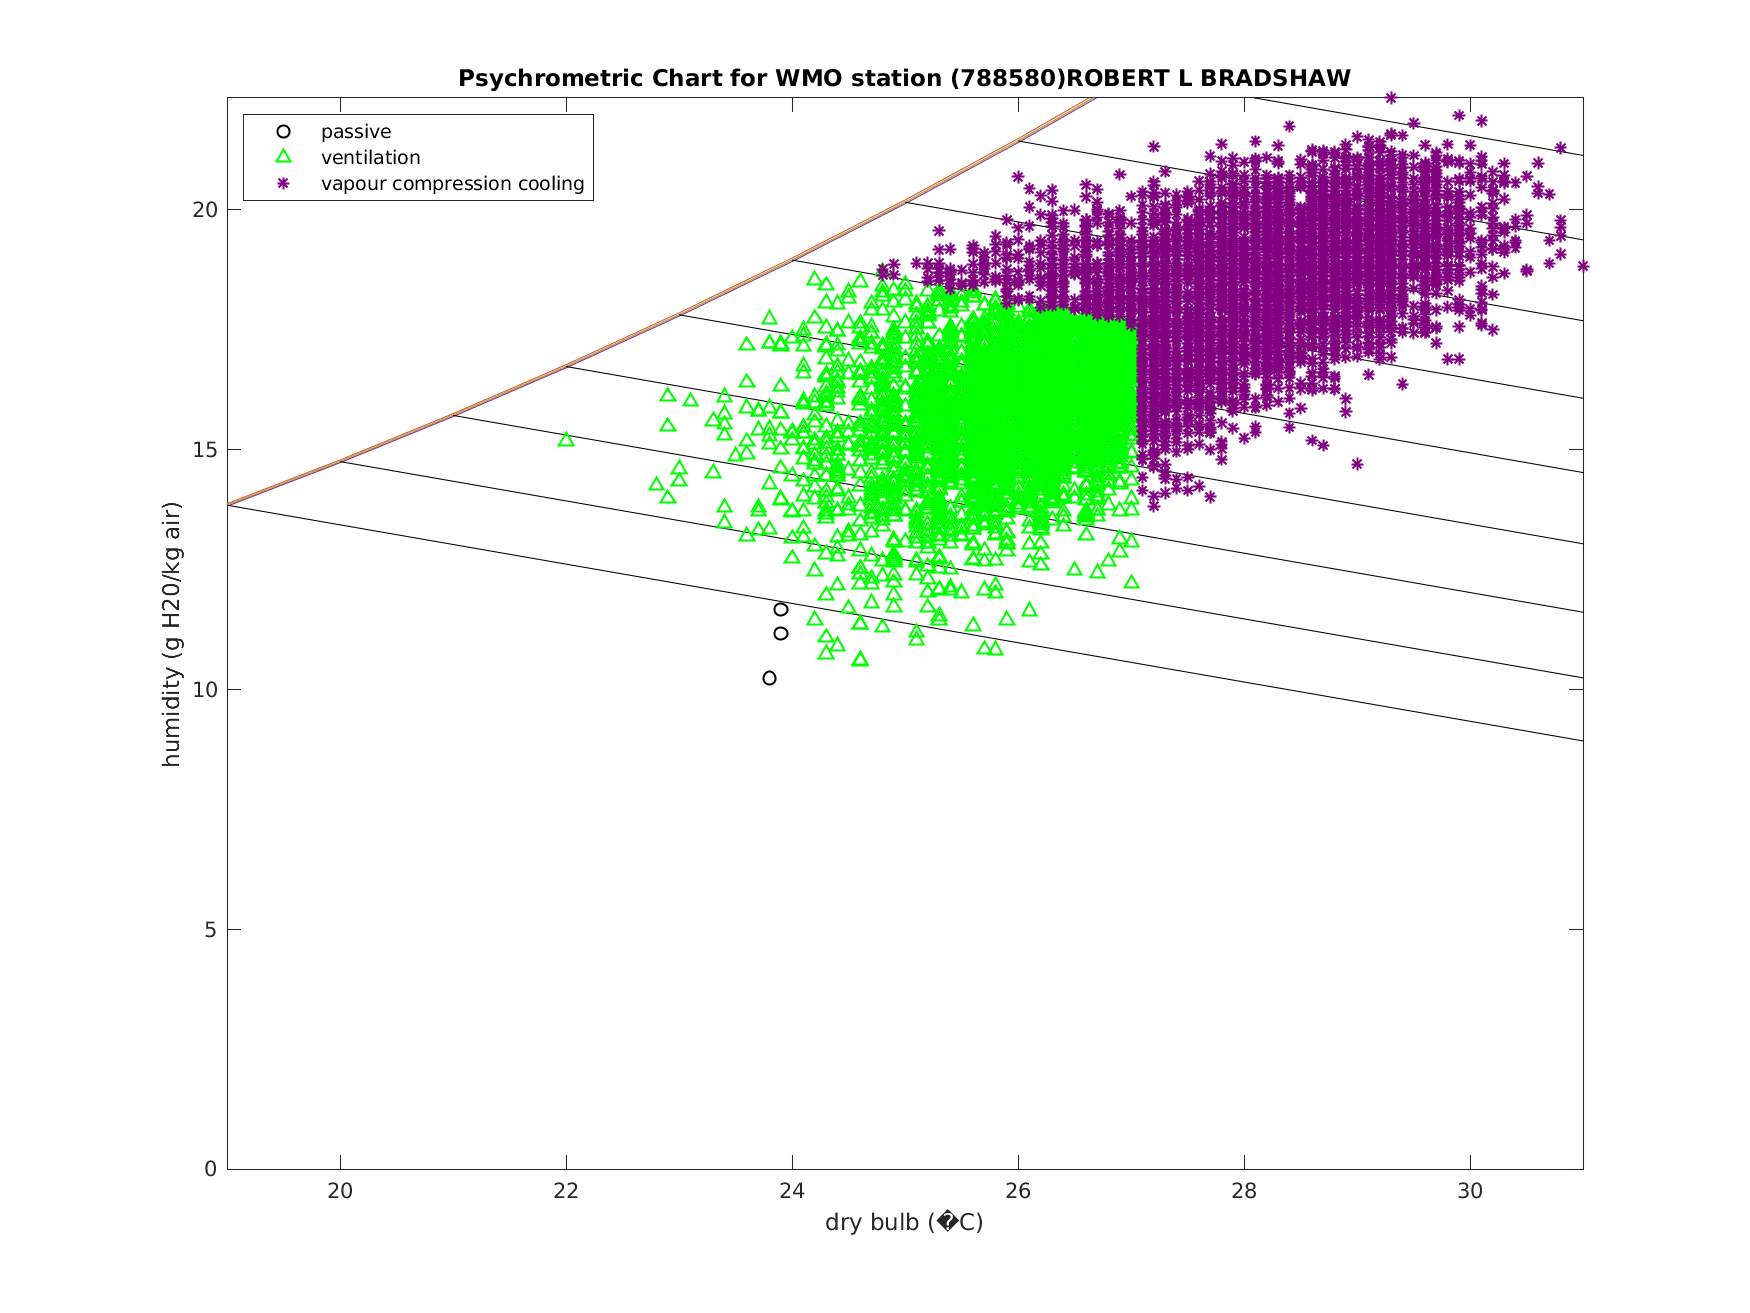 Psychrometric Chart for WMO station (788580)ROBERT L BRADSHAW
passive
ventilation
vapour compression cooling
humidity (g H20/kg air)
20
15
10
5
0
20 22 24 26 28 30
dry bulb (�C)